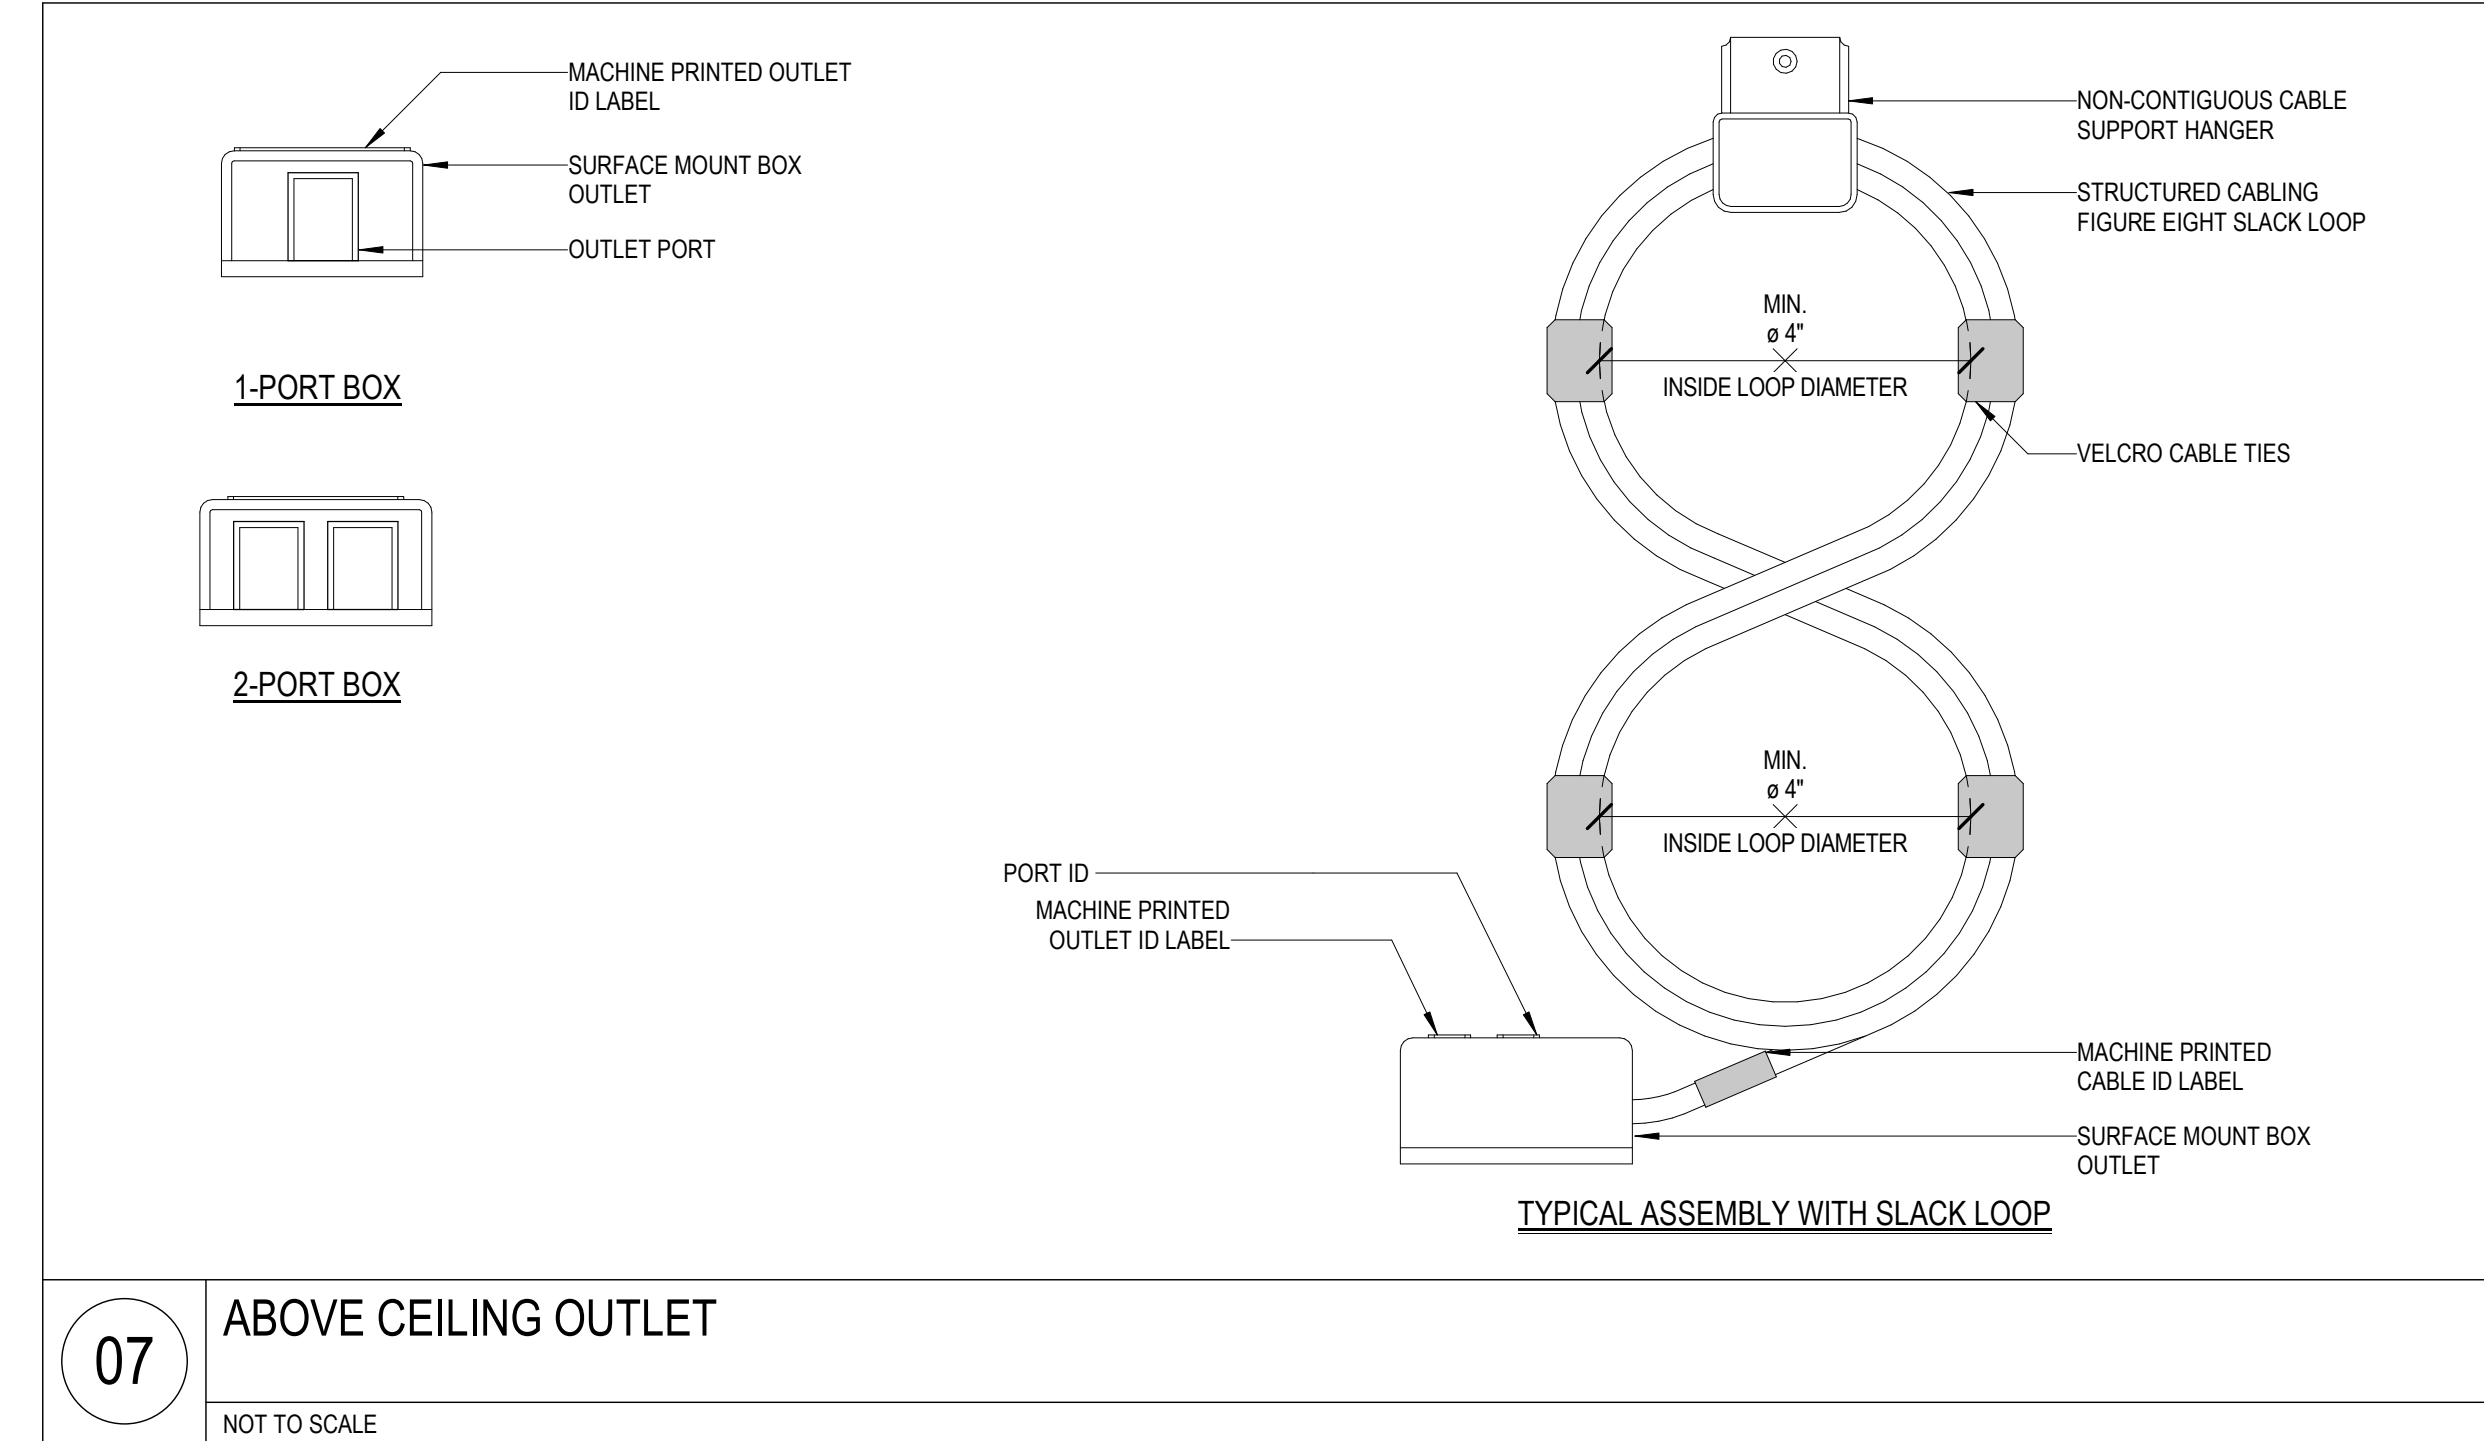 MACHINE PRINTED OUTLET
ID LABEL
SURFACE MOUNT BOX
OUTLET
OUTLET PORT
1-PORT BOX
2-PORT BOX
NON-CONTIGUOUS CABLE
SUPPORT HANGER
STRUCTURED CABLING
FIGURE EIGHT SLACK LOOP
MIN.
ø 4"
INSIDE LOOP DIAMETER
VELCRO CABLE TIES
MIN.
ø 4"
INSIDE LOOP DIAMETER
PORT ID
MACHINE PRINTED
OUTLET ID LABEL
MACHINE PRINTED
CABLE ID LABEL
SURFACE MOUNT BOX
OUTLET
TYPICAL ASSEMBLY WITH SLACK LOOP
07
ABOVE CEILING OUTLET
NOT TO SCALE